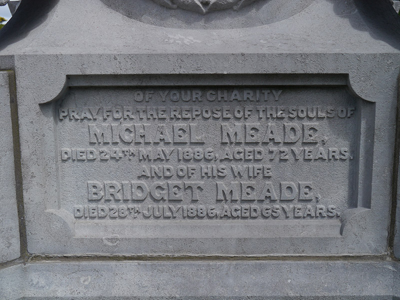 OF YOUR CHARITY
PRAY FOR THE REPOSE OF THE SOULS OF
MICHAEL MEADE,
DIED 24TH MAY 1886, AGED 72 YEARS.
AND OF HIS WIFE
BRIDGET MEADE,
DIED 28TH JULY 1886, AGED 65 YEARS.